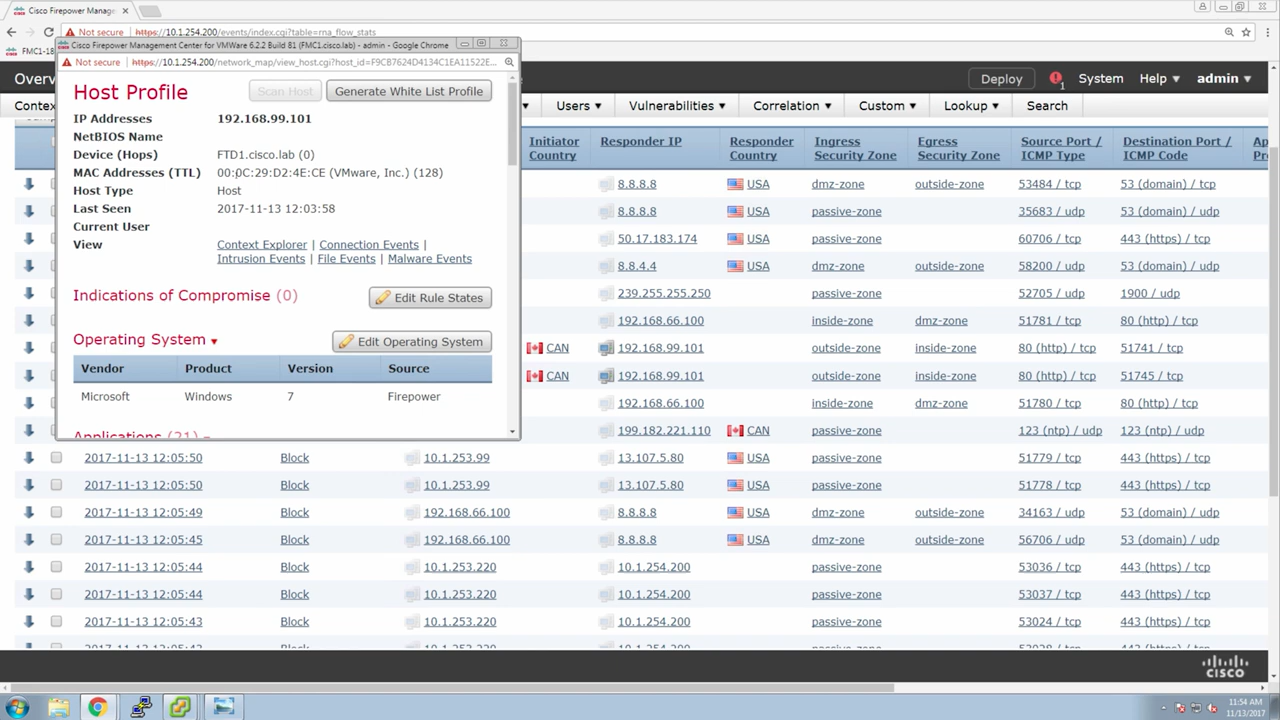 Cisco Firepower Manage
Not secure https://10.1.254.200/events/index.cgi?table=rna_flow_stats
FMC1-18
Cisco Firepower Management Center for VMWare 6.2.2 Build 81 (FMC1.cisco.lab) - admin - Google Chrome
Not secure https://10.1.254.200/network_map/view_host.cgi?host_id=F9CB7624D4134C1EA11522E...
Overv
Deploy 1 System Help admin
Contex
Users Vulnerabilities Correlation Custom Lookup Search
Host Profile
Scan Host Generate White List Profile
IP Addresses 192.168.99.101
NetBIOS Name
Device (Hops) FTD1.cisco.lab (0)
MAC Addresses (TTL) 00:0C:29:D2:4E:CE (VMware, Inc.) (128)
Host Type Host
Last Seen 2017-11-13 12:03:58
Current User
View Context Explorer | Connection Events |
Intrusion Events | File Events | Malware Events
Indications of Compromise (0) Edit Rule States
Operating System Edit Operating System
Vendor Product Version Source
Microsoft Windows 7 Firepower
Applications (21)
Initiator Country Responder IP Responder Country Ingress Security Zone Egress Security Zone Source Port / ICMP Type Destination Port / ICMP Code Ap Pr
8.8.8.8 USA dmz-zone outside-zone 53484 / tcp 53 (domain) / tcp
8.8.8.8 USA passive-zone 35683 / udp 53 (domain) / udp
50.17.183.174 USA passive-zone 60706 / tcp 443 (https) / tcp
8.8.4.4 USA dmz-zone outside-zone 58200 / tcp 53 (domain) / udp
239.255.255.250 passive-zone 52705 / udp 1900 / udp
192.168.66.100 inside-zone dmz-zone 51781 / tcp 80 (http) / tcp
CAN 192.168.99.101 outside-zone inside-zone 80 (http) / tcp 51741 / tcp
CAN 192.168.99.101 outside-zone inside-zone 80 (http) / tcp 51745 / tcp
192.168.66.100 inside-zone dmz-zone 51780 / tcp 80 (http) / tcp
199.182.221.110 CAN passive-zone 123 (ntp) / udp 123 (ntp) / udp
2017-11-13 12:05:50 Block 10.1.253.99 13.107.5.80 USA passive-zone 51779 / tcp 443 (https) / tcp
2017-11-13 12:05:50 Block 10.1.253.99 13.107.5.80 USA passive-zone 51778 / tcp 443 (https) / tcp
2017-11-13 12:05:49 Block 192.168.66.100 8.8.8.8 USA dmz-zone outside-zone 34163 / udp 53 (domain) / udp
2017-11-13 12:05:45 Block 192.168.66.100 8.8.8.8 USA dmz-zone outside-zone 56706 / udp 53 (domain) / udp
2017-11-13 12:05:44 Block 10.1.253.220 10.1.254.200 passive-zone 53036 / tcp 443 (https) / tcp
2017-11-13 12:05:44 Block 10.1.253.220 10.1.254.200 passive-zone 53037 / tcp 443 (https) / tcp
2017-11-13 12:05:43 Block 10.1.253.220 10.1.254.200 passive-zone 53024 / tcp 443 (https) / tcp
cisco
11:54 AM
11/13/2017